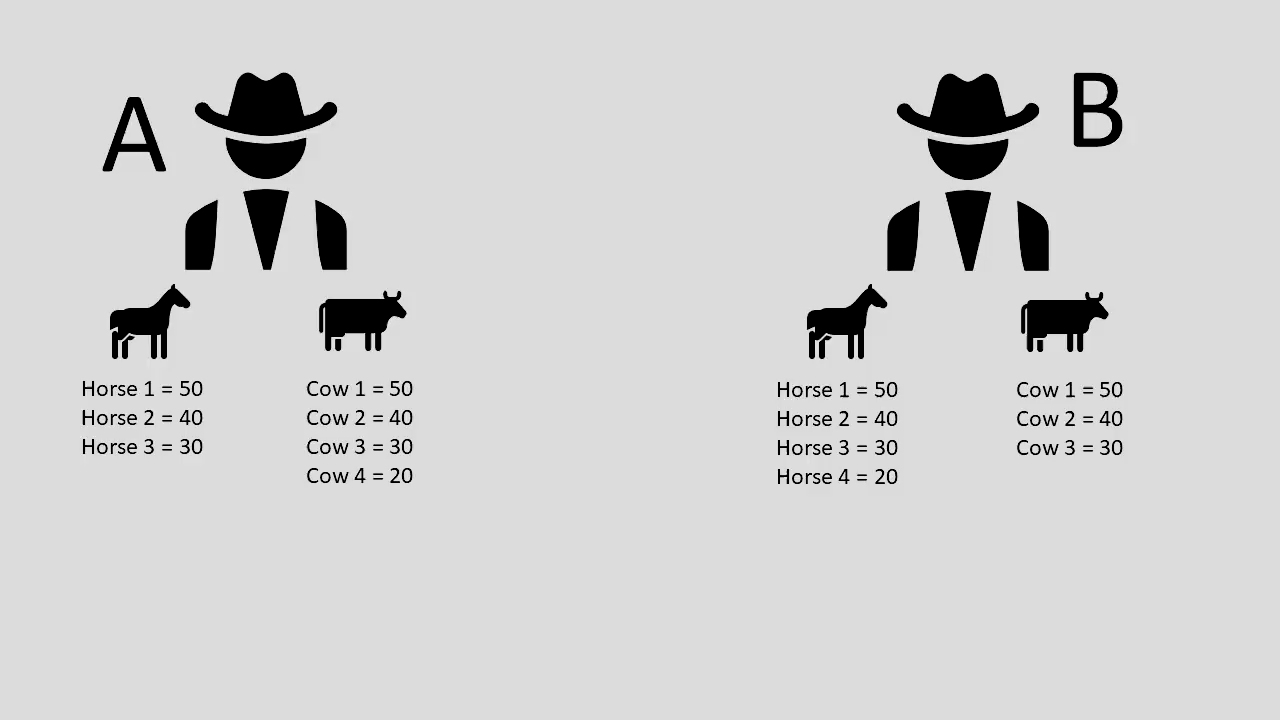 A
Horse 1 = 50
Horse 2 = 40
Horse 3 = 30
Cow 1 = 50
Cow 2 = 40
Cow 3 = 30
Cow 4 = 20
B
Horse 1 = 50
Horse 2 = 40
Horse 3 = 30
Horse 4 = 20
Cow 1 = 50
Cow 2 = 40
Cow 3 = 30